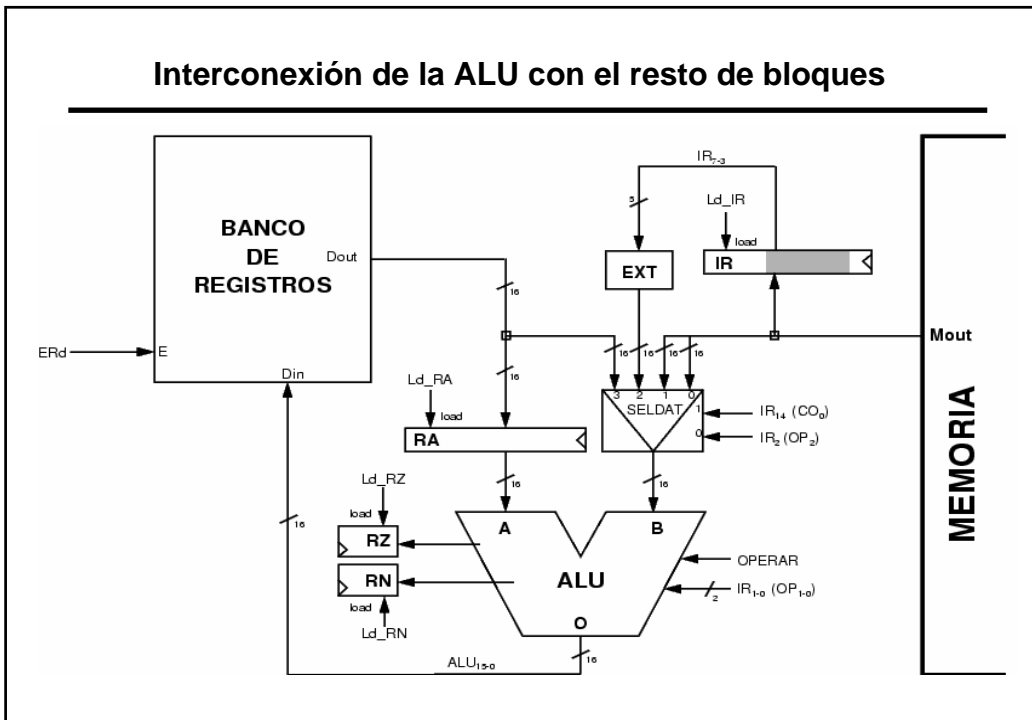 Interconexión de la ALU con el resto de bloques
IR7-3
Ld_IR
5
load
BANCO
DE
REGISTROS
Dout
EXT
IR
16
Mout
ERd
E
16
16
16
16
16
Din
Ld_RA
3
2
1
0
load
SELDAT
1
IR14 (CO0)
RA
0
IR2 (OP2)
MEMORIA
16
16
Ld_RZ
load
A
B
16
RZ
OPERAR
RN
ALU
2
IR1-0 (OP1-0)
load
Ld_RN
O
ALU15-0
16